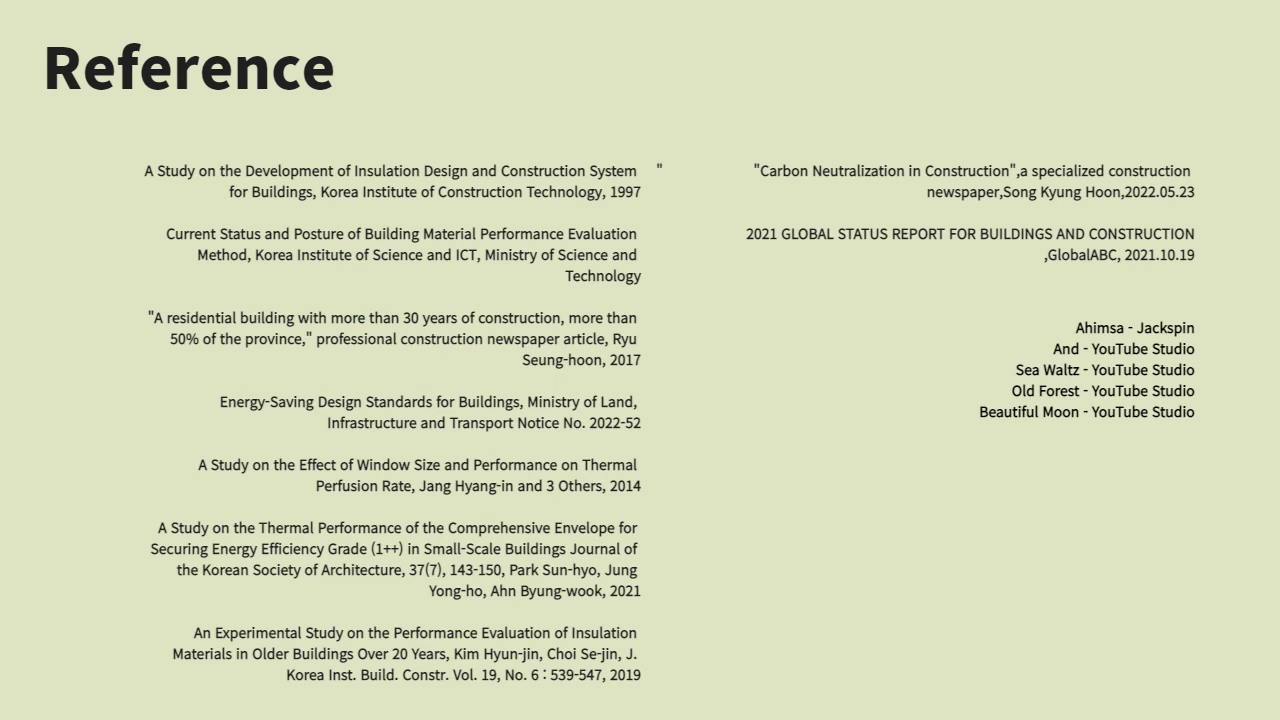 Reference
A Study on the Development of Insulation Design and Construction System
for Buildings, Korea Institute of Construction Technology, 1997
Current Status and Posture of Building Material Performance Evaluation
Method, Korea Institute of Science and ICT, Ministry of Science and
Technology
"A residential building with more than 30 years of construction, more than
50% of the province," professional construction newspaper article, Ryu
Seung-hoon, 2017
Energy-Saving Design Standards for Buildings, Ministry of Land,
Infrastructure and Transport Notice No. 2022-52
A Study on the Effect of Window Size and Performance on Thermal
Perfusion Rate, Jang Hyang-in and 3 Others, 2014
A Study on the Thermal Performance of the Comprehensive Envelope for
Securing Energy Efficiency Grade (1++) in Small-Scale Buildings Journal of
the Korean Society of Architecture, 37(7), 143-150, Park Sun-hyo, Jung
Yong-ho, Ahn Byung-wook, 2021
An Experimental Study on the Performance Evaluation of Insulation
Materials in Older Buildings Over 20 Years, Kim Hyun-jin, Choi Se-jin, J.
Korea Inst. Build. Constr. Vol. 19, No. 6 : 539-547, 2019
"
"Carbon Neutralization in Construction",a specialized construction
newspaper,Song Kyung Hoon,2022.05.23
2021 GLOBAL STATUS REPORT FOR BUILDINGS AND CONSTRUCTION
,GlobalABC, 2021.10.19
Ahimsa - Jackspin
And - YouTube Studio
Sea Waltz - YouTube Studio
Old Forest - YouTube Studio
Beautiful Moon - YouTube Studio